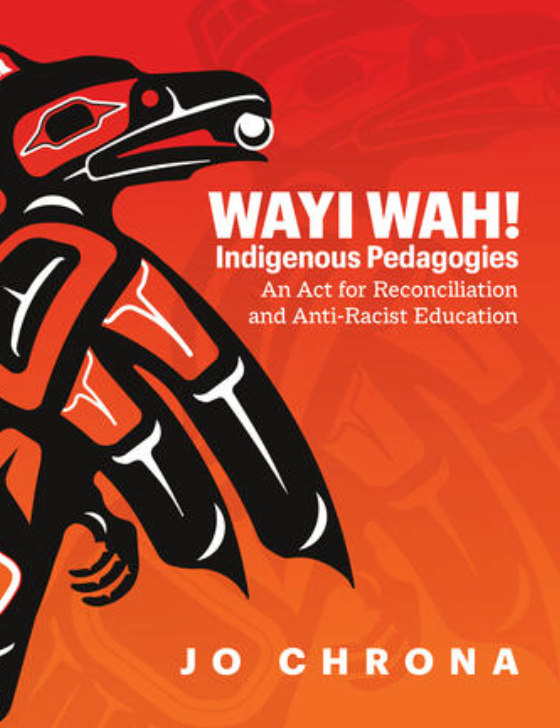 WAYI WAH!
Indigenous Pedagogies
An Act for Reconciliation
and Anti-Racist Education
JO CHRONA